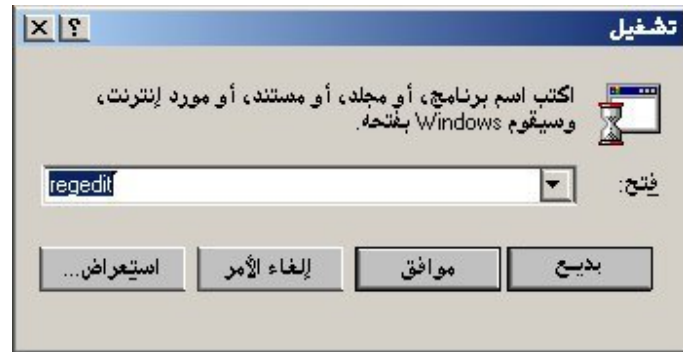 تشغيل
اكتب اسم برنامج، أو مجلد، أو مستند، أو مورد إنترنت،
وسيقوم Windows بفتحه.
فتح:
regedit
بديع
موافق
إلغاء الأمر
استعراض...